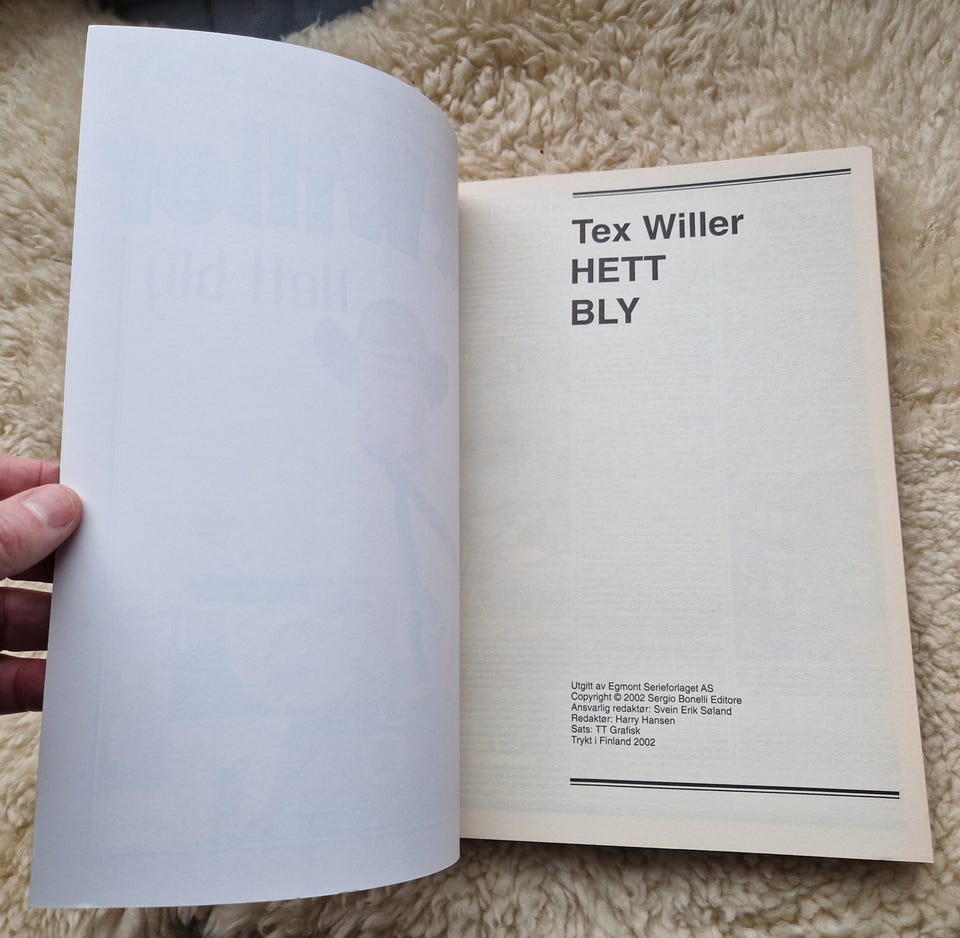 Tex Willer
HETT
BLY
Utgitt av Egmont Serieforlaget AS
Copyright © 2002 Sergio Bonelli Editore
Ansvarlig redaktør: Svein Erik Søland
Redaktør: Harry Hansen
Sats: TT Grafisk
Trykt i Finland 2002